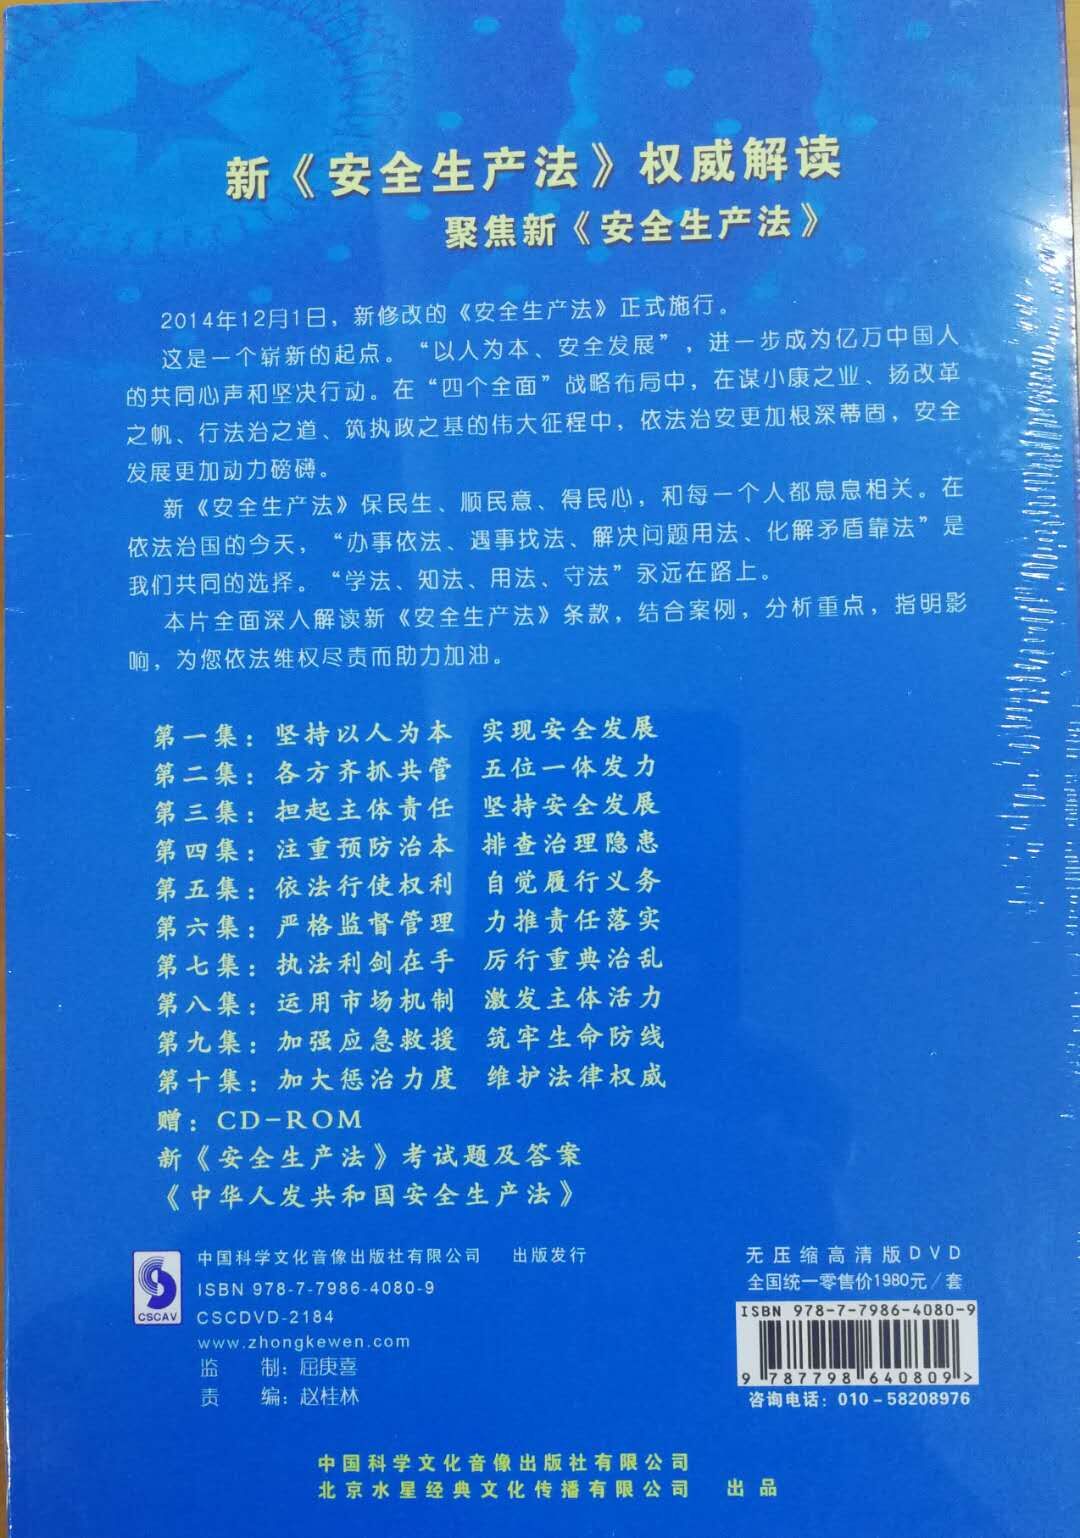 新《安全生产法》权威解读
聚焦新《安全生产法》
2014年12月1日，新修改的《安全生产法》正式施行。
这是一个崭新的起点。“以人为本、安全发展”，进一步成为亿万中国人
的共同心声和坚决行动。在“四个全面”战略布局中，在谋小康之业、扬改革
之帆、行法治之道、筑执政之基的伟大征程中，依法治安更加根深蒂固，安全
发展更加动力磅礴。
新《安全生产法》保民生、顺民意、得民心，和每一个人都息息相关。在
依法治国的今天，“办事依法、遇事找法、解决问题用法、化解矛盾靠法”是
我们共同的选择。“学法、知法、用法、守法”永远在路上。
本片全面深入解读新《安全生产法》条款，结合案例，分析重点，指明影
响，为您依法维权尽责而助力加油。
第一集：坚持以人为本 实现安全发展
第二集：各方齐抓共管 五位一体发力
第三集：担起主体责任 坚持安全发展
第四集：注重预防治本 排查治理隐患
第五集：依法行使权利 自觉履行义务
第六集：严格监督管理 力推责任落实
第七集：执法利剑在手 厉行重典治乱
第八集：运用市场机制 激发主体活力
第九集：加强应急救援 筑牢生命防线
第十集：加大惩治力度 维护法律权威
赠：CD-ROM
新《安全生产法》考试题及答案
《中华人发共和国安全生产法》
CSCAV
中国科学文化音像出版社有限公司 出版发行
ISBN 978-7-7986-4080-9
CSCDVD-2184
www.zhongkewen.com
监 制：屈庚喜
责 编：赵桂林
无压缩高清版DVD
全国统一零售价1980元／套
ISBN 978-7-7986-4080-9
9 787798 640809>
咨询电话：010-58208976
中国科学文化音像出版社有限公司
北京水星经典文化传播有限公司 出品